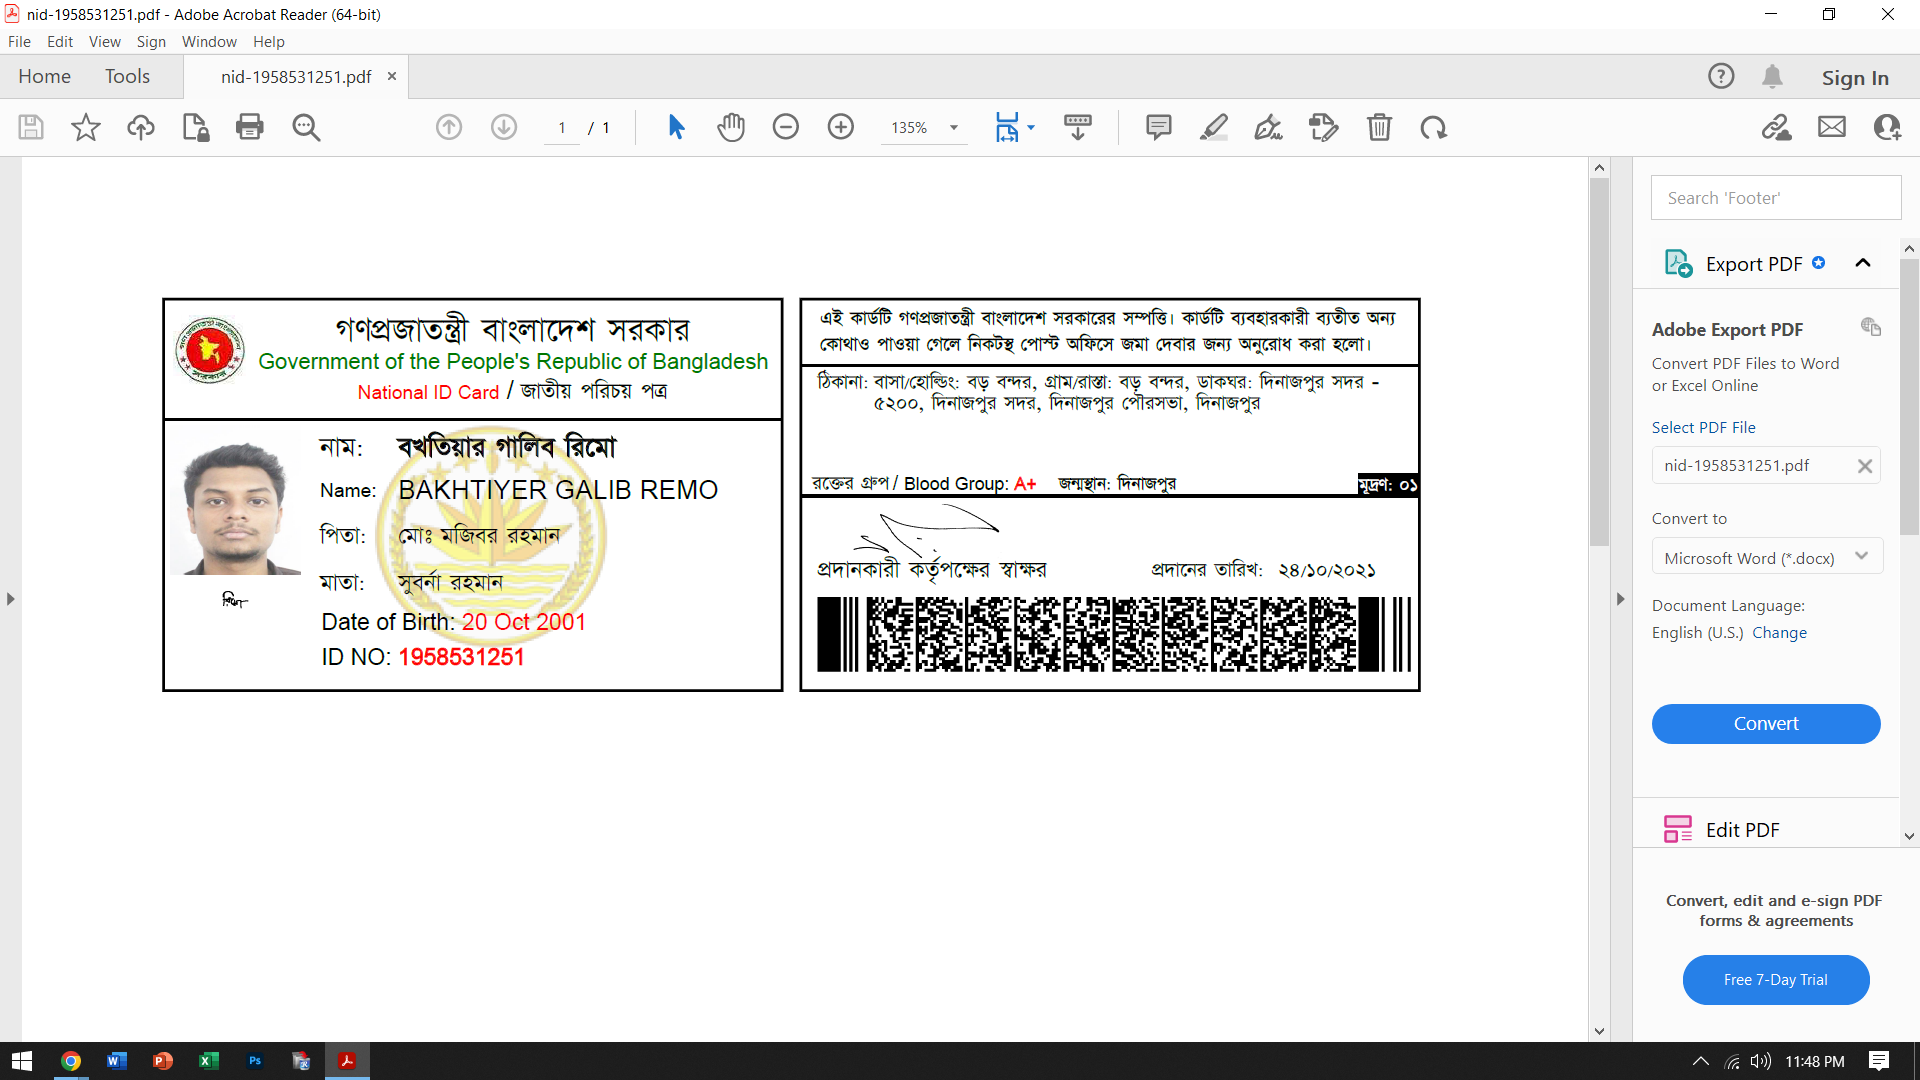 nid-1958531251.pdf - Adobe Acrobat Reader (64-bit)
File Edit View Sign Window Help
Home Tools nid-1958531251.pdf × Sign In
1 / 1 135%
Search 'Footer'
Export PDF
Adobe Export PDF
Convert PDF Files to Word
or Excel Online
Select PDF File
nid-1958531251.pdf
Convert to
Microsoft Word (*.docx)
Document Language:
English (U.S.) Change
Convert
Edit PDF
Convert, edit and e-sign PDF
forms & agreements
Free 7-Day Trial
গণপ্রজাতন্ত্রী বাংলাদেশ সরকার
Government of the People's Republic of Bangladesh
National ID Card / জাতীয় পরিচয় পত্র
নাম: বখতিয়ার গালিব রিমো
Name: BAKHTIYER GALIB REMO
পিতা: মোঃ মজিবর রহমান
মাতা: সুবর্না রহমান
Date of Birth: 20 Oct 2001
ID NO: 1958531251
এই কার্ডটি গণপ্রজাতন্ত্রী বাংলাদেশ সরকারের সম্পত্তি। কার্ডটি ব্যবহারকারী ব্যতীত অন্য
কোথাও পাওয়া গেলে নিকটস্থ পোস্ট অফিসে জমা দেবার জন্য অনুরোধ করা হলো।
ঠিকানা: বাসা/হোল্ডিং: বড় বন্দর, গ্রাম/রাস্তা: বড় বন্দর, ডাকঘর: দিনাজপুর সদর -
৫২০০, দিনাজপুর সদর, দিনাজপুর পৌরসভা, দিনাজপুর
রক্তের গ্রুপ / Blood Group: A+ জন্মস্থান: দিনাজপুর মুদ্রণ: ০১
প্রদানকারী কর্তৃপক্ষের স্বাক্ষর প্রদানের তারিখ: ২৪/১০/২০২১
11:48 PM